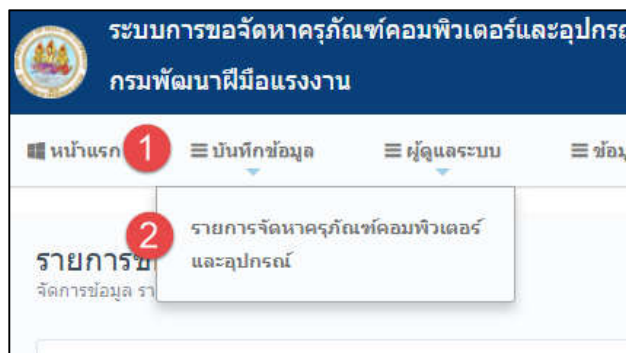 ระบบการขอจัดหาครุภัณฑ์คอมพิวเตอร์และอุปกรณ์
กรมพัฒนาฝีมือแรงงาน
หน้าแรก 1 บันทึกข้อมูล ผู้ดูแลระบบ
2 รายการจัดหาครุภัณฑ์คอมพิวเตอร์
และอุปกรณ์
รายการ
จัดการข้อมูล